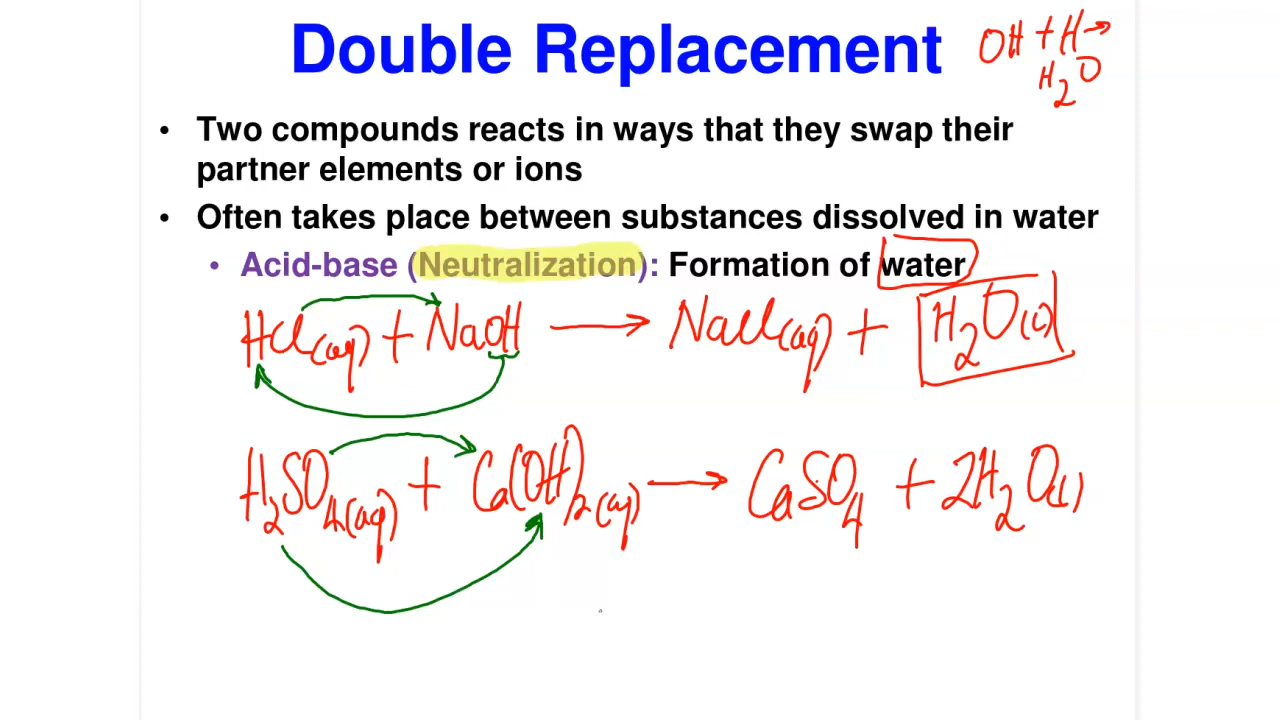 Double Replacement
OH + H →
H₂O
• Two compounds reacts in ways that they swap their
partner elements or ions
• Often takes place between substances dissolved in water
• Acid-base (Neutralization): Formation of water
HCl(aq) + NaOH → NaCl(aq) + H₂O(l)
H₂SO₄(aq) + Ca(OH)₂(aq) → CaSO₄ + 2H₂O(l)